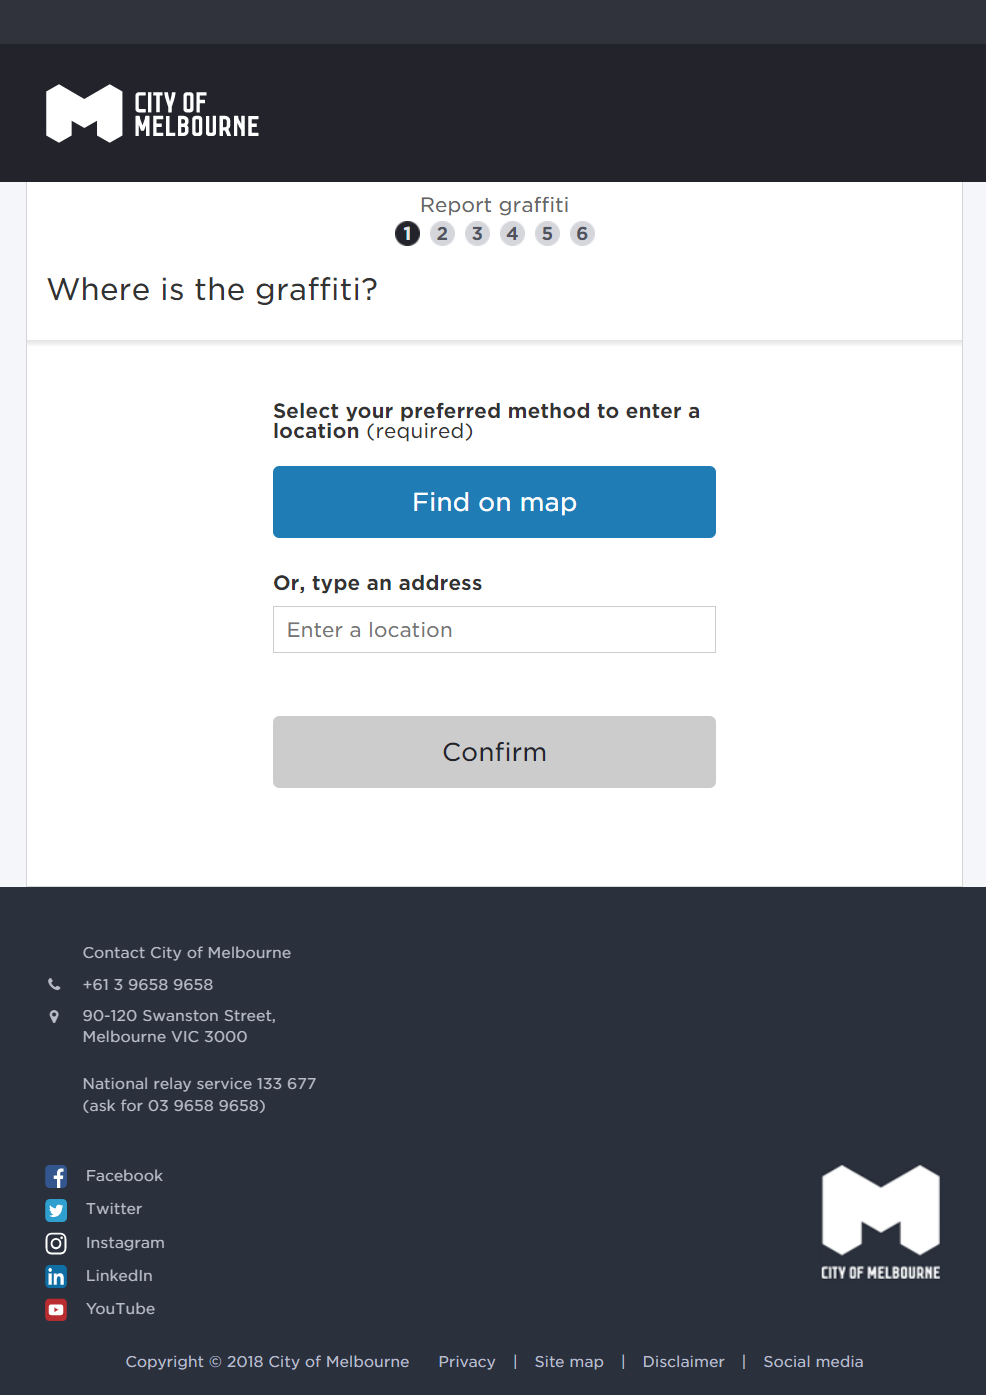 CITY OF
MELBOURNE
Report graffiti
1 2 3 4 5 6
Where is the graffiti?
Select your preferred method to enter a
location (required)
Find on map
Or, type an address
Enter a location
Confirm
Contact City of Melbourne
+61 3 9658 9658
90-120 Swanston Street,
Melbourne VIC 3000
National relay service 133 677
(ask for 03 9658 9658)
Facebook
Twitter
Instagram
LinkedIn
YouTube
CITY OF MELBOURNE
Copyright © 2018 City of Melbourne Privacy | Site map | Disclaimer | Social media